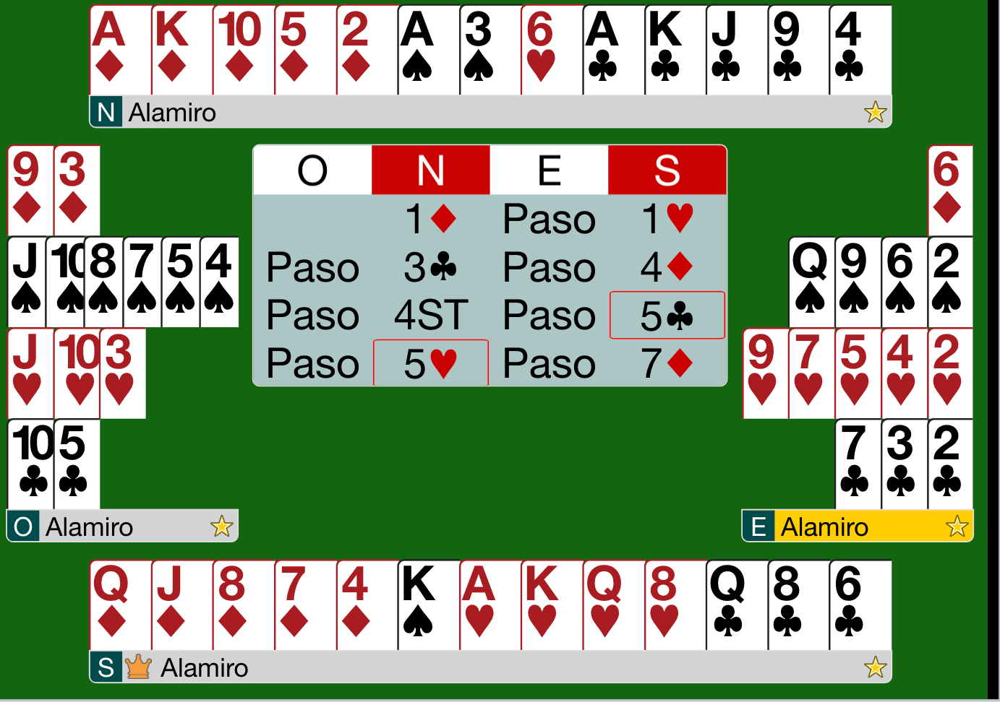 A K 10 5 2 A 3 6 A K J 9 4
♦ ♦ ♦ ♦ ♦ ♠ ♠ ♥ ♣ ♣ ♣ ♣ ♣
N Alamiro
9 3
♦ ♦
J 10 8 7 5 4
♠ ♠ ♠ ♠ ♠ ♠
J 10 3
♥ ♥ ♥
10 5
♣ ♣
O Alamiro
O N E S
1♦ Paso 1♥
Paso 3♣ Paso 4♦
Paso 4ST Paso 5♣
Paso 5♥ Paso 7♦
6
♦
Q 9 6 2
♠ ♠ ♠ ♠
9 7 5 4 2
♥ ♥ ♥ ♥ ♥
7 3 2
♣ ♣ ♣
E Alamiro
Q J 8 7 4 K A K Q 8 Q 8 6
♦ ♦ ♦ ♦ ♦ ♠ ♥ ♥ ♥ ♥ ♣ ♣ ♣
S Alamiro